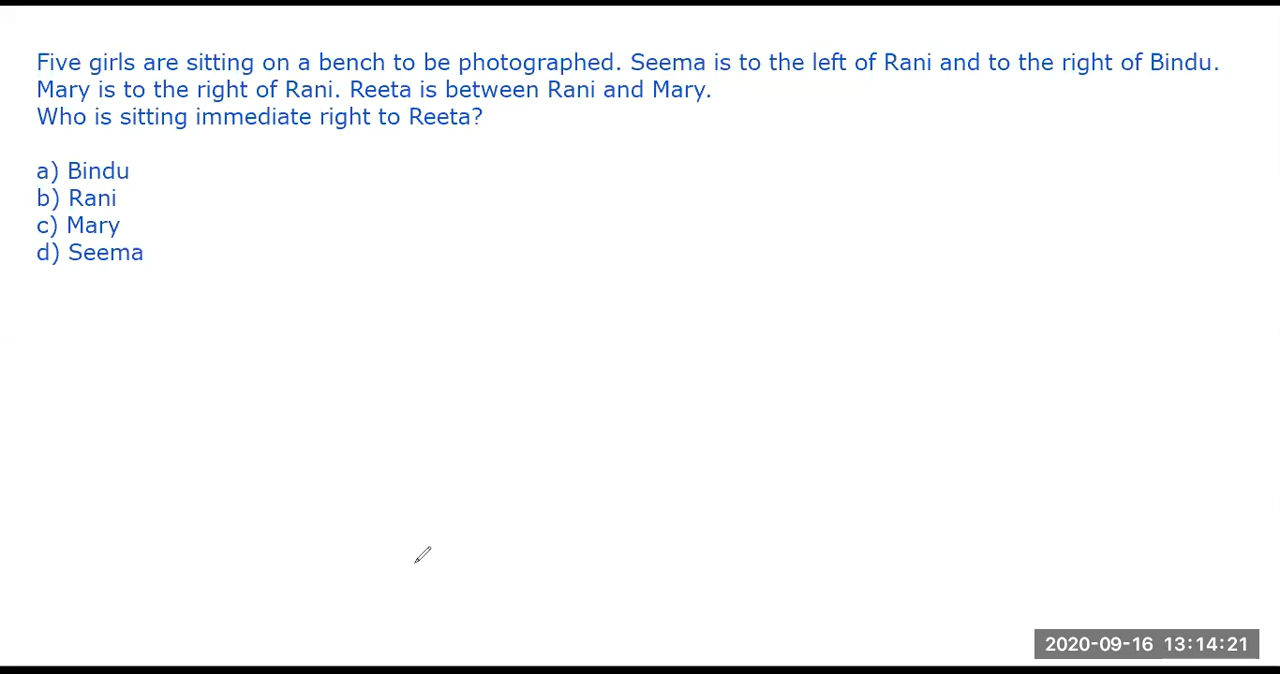 Five girls are sitting on a bench to be photographed. Seema is to the left of Rani and to the right of Bindu.
Mary is to the right of Rani. Reeta is between Rani and Mary.
Who is sitting immediate right to Reeta?
a) Bindu
b) Rani
c) Mary
d) Seema
2020-09-16 13:14:21